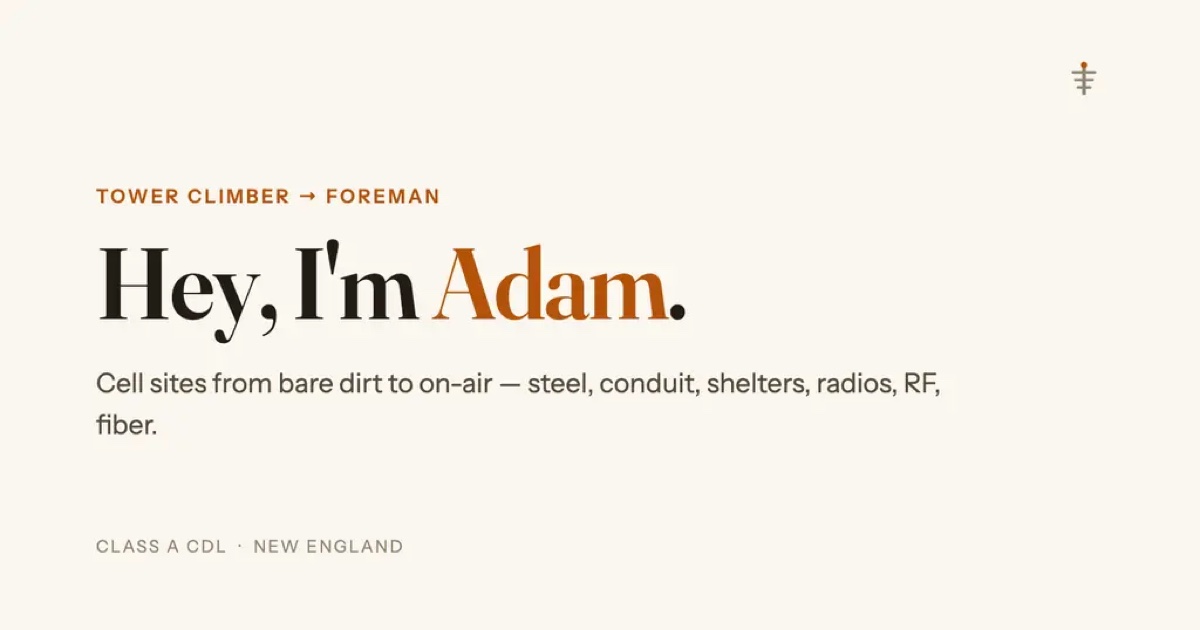 TOWER CLIMBER → FOREMAN
Hey, I'm Adam.
Cell sites from bare dirt to on-air — steel, conduit, shelters, radios, RF,
fiber.
CLASS A CDL · NEW ENGLAND